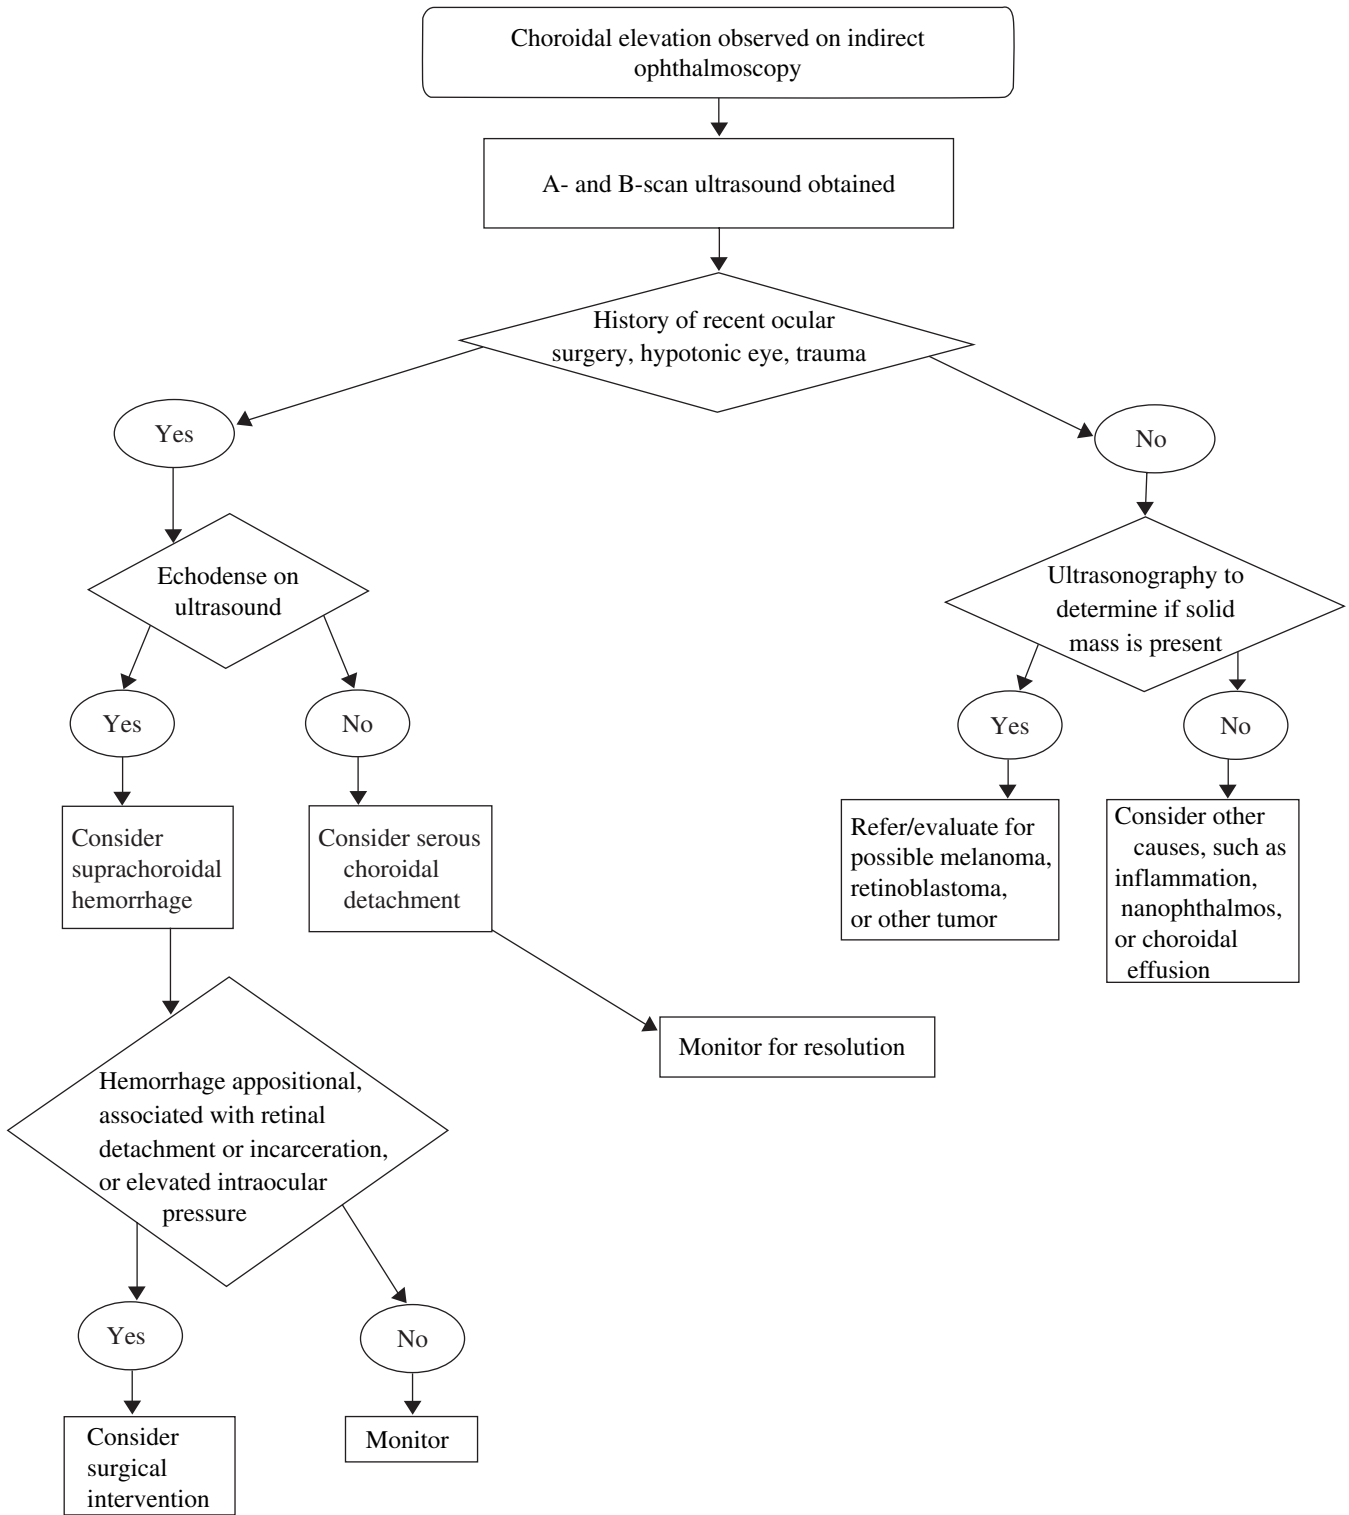 Choroidal elevation observed on indirect
ophthalmoscopy
A- and B-scan ultrasound obtained
History of recent ocular
surgery, hypotonic eye, trauma
Yes
No
Echodense on
ultrasound
Ultrasonography to
determine if solid
mass is present
Yes
No
Yes
No
Consider
suprachoroidal
hemorrhage
Consider serous
choroidal
detachment
Refer/evaluate for
possible melanoma,
retinoblastoma,
or other tumor
Consider other
causes, such as
inflammation,
nanophthalmos,
or choroidal
effusion
Monitor for resolution
Hemorrhage appositional,
associated with retinal
detachment or incarceration,
or elevated intraocular
pressure
Yes
No
Consider
surgical
intervention
Monitor